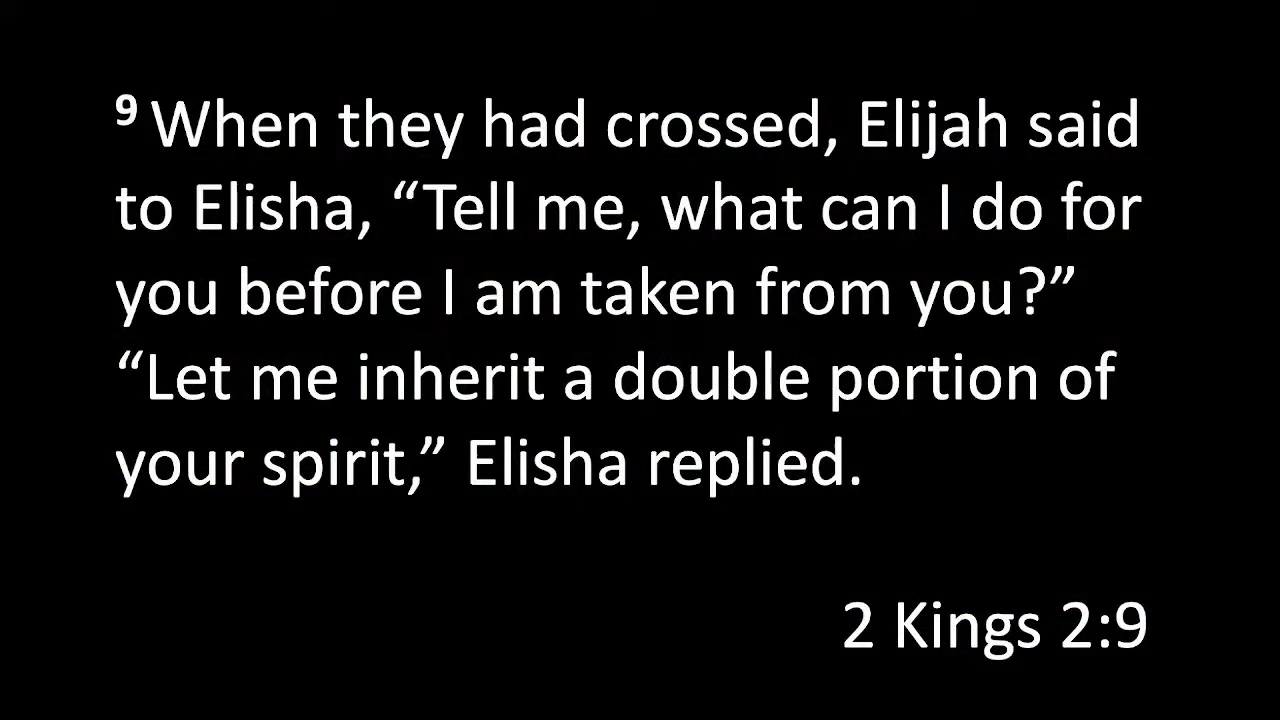 9 When they had crossed, Elijah said
to Elisha, “Tell me, what can I do for
you before I am taken from you?”
“Let me inherit a double portion of
your spirit,” Elisha replied.
2 Kings 2:9